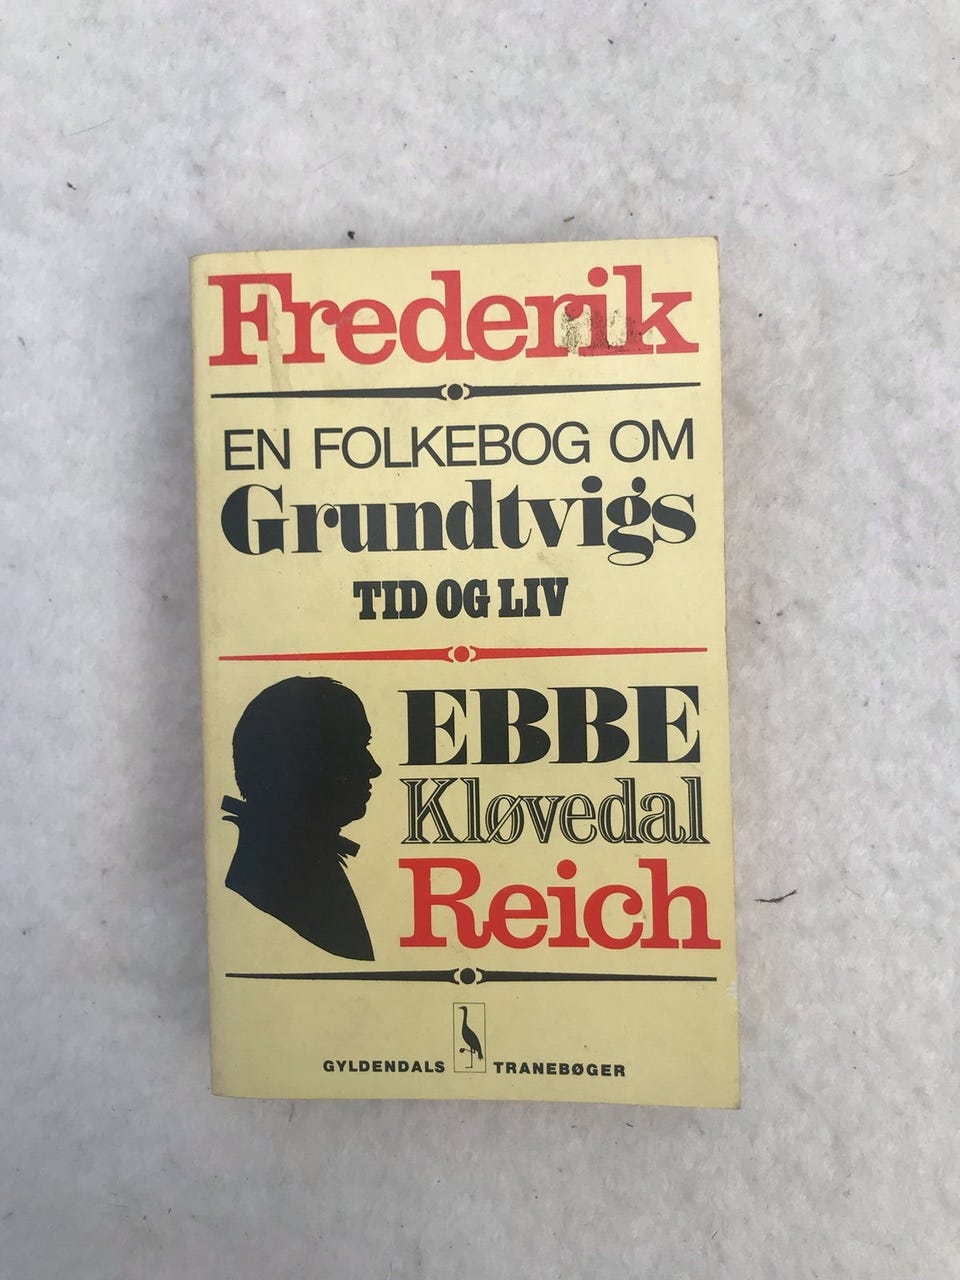 Frederik
EN FOLKEBOG OM
Grundtvigs
TID OG LIV
EBBE
Kløvedal
Reich
GYLDENDALS TRANEBØGER